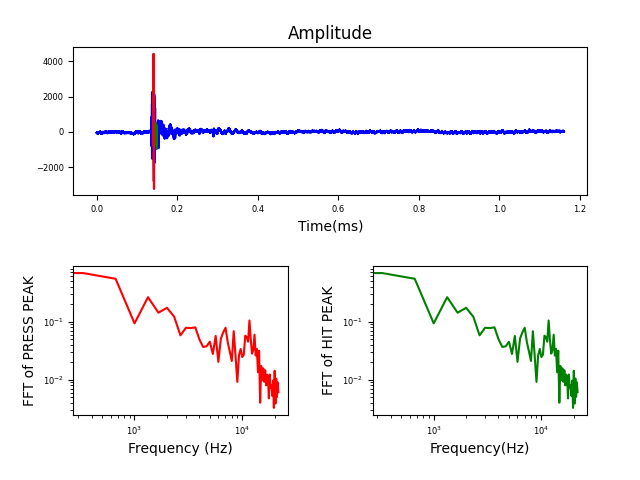 Amplitude
4000
2000
0
−2000
0.0 0.2 0.4 0.6 0.8 1.0 1.2
Time(ms)
FFT of PRESS PEAK
10⁻¹
10⁻²
10³ 10⁴
Frequency (Hz)
FFT of HIT PEAK
10⁻¹
10⁻²
10³ 10⁴
Frequency(Hz)